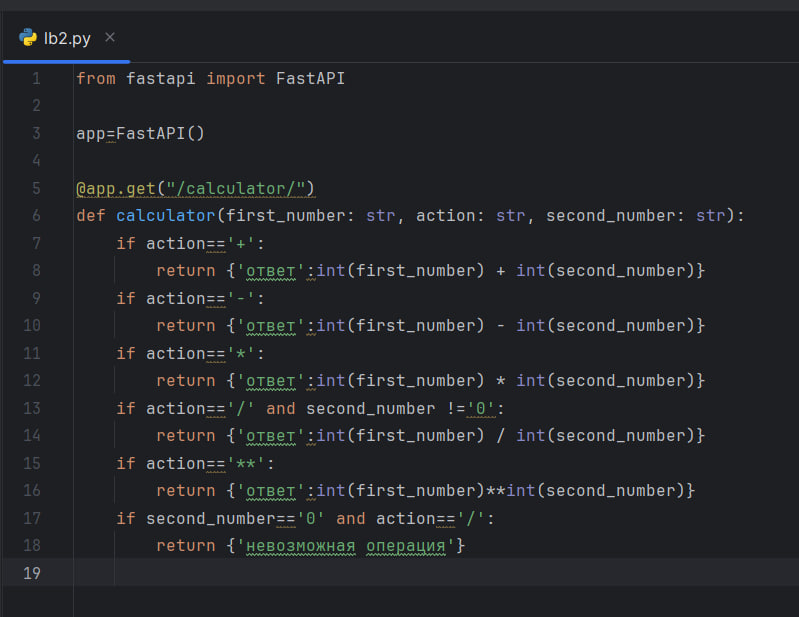 lb2.py ×
1 from fastapi import FastAPI
2
3 app=FastAPI()
4
5 @app.get("/calculator/")
6 def calculator(first_number: str, action: str, second_number: str):
7     if action=='+':
8         return {'ответ':int(first_number) + int(second_number)}
9     if action=='-':
10         return {'ответ':int(first_number) - int(second_number)}
11     if action=='*':
12         return {'ответ':int(first_number) * int(second_number)}
13     if action=='/' and second_number !='0':
14         return {'ответ':int(first_number) / int(second_number)}
15     if action=='**':
16         return {'ответ':int(first_number)**int(second_number)}
17     if second_number=='0' and action=='/':
18         return {'невозможная операция'}
19